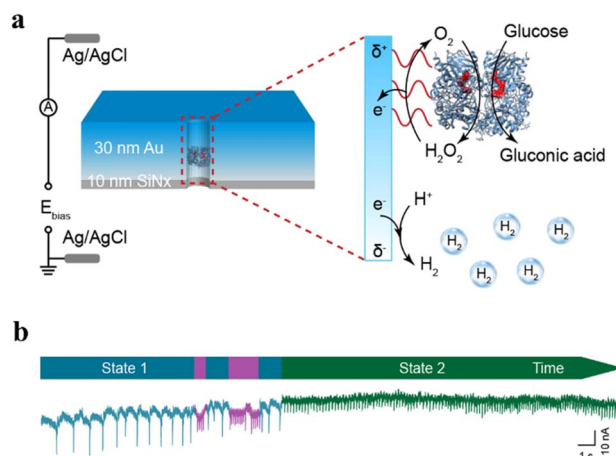 a
Ag/AgCl
A
30 nm Au
10 nm SiNx
E bias
Ag/AgCl
δ⁺
e⁻
e⁻
δ⁻
O₂
Glucose
H₂O₂
Gluconic acid
H⁺
H₂
H₂
H₂
H₂
H₂
H₂
b
State 1
State 2
Time
10 nA
1 s